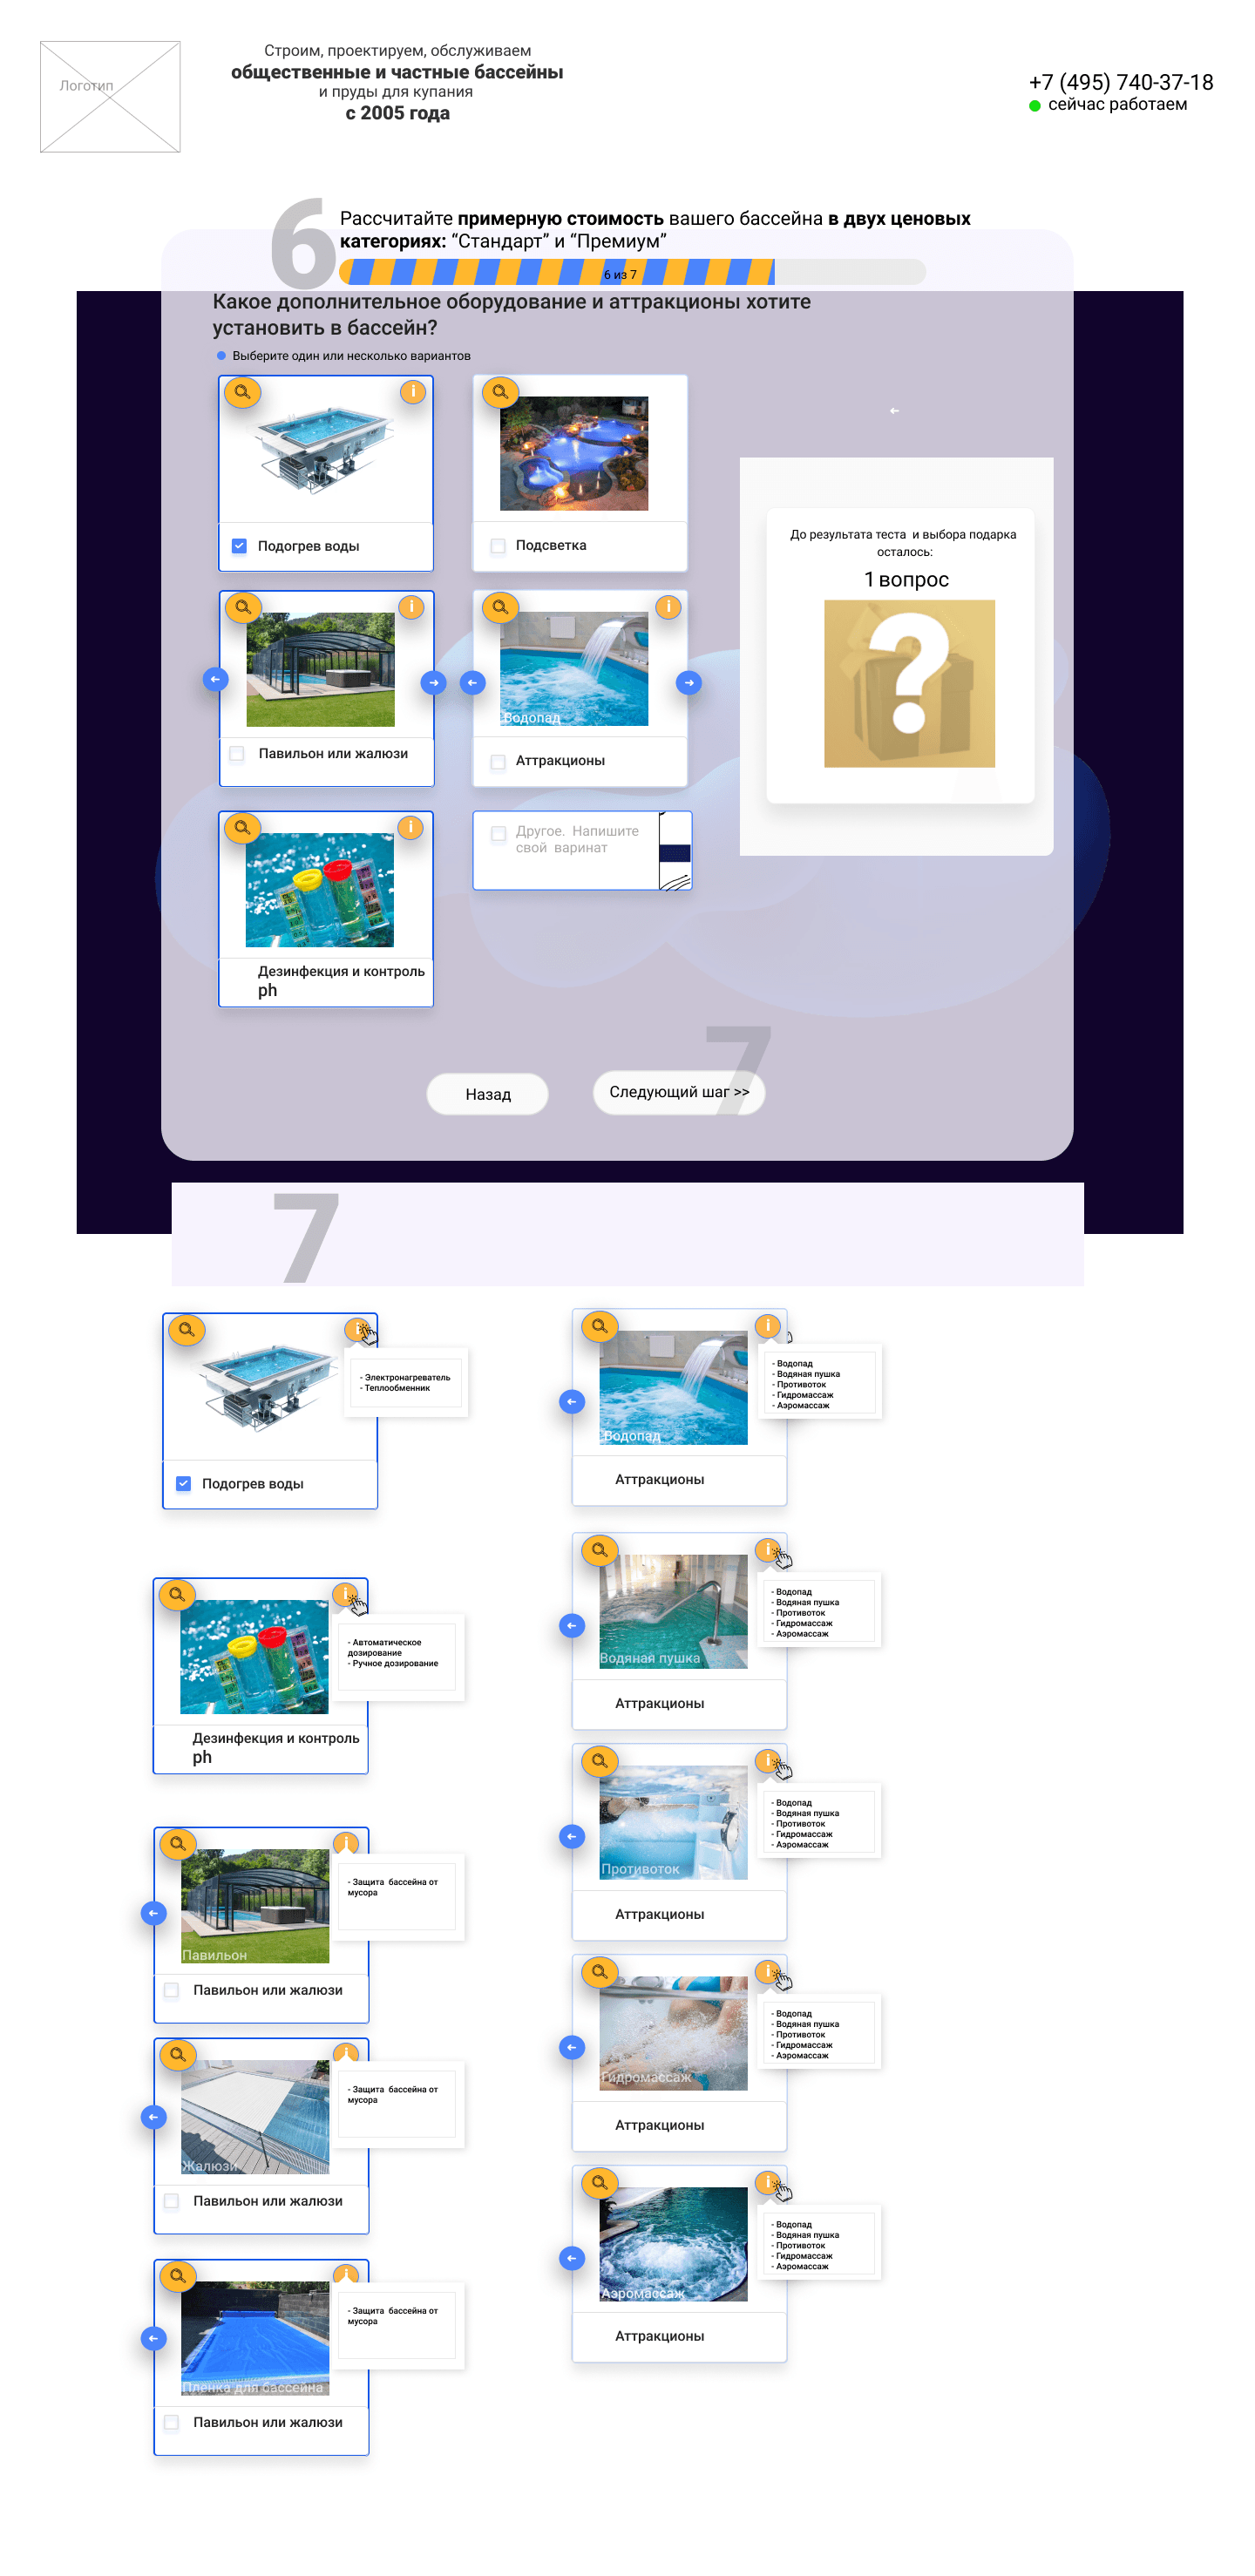 Логотип
Строим, проектируем, обслуживаем
общественные и частные бассейны
и пруды для купания
с 2005 года
+7 (495) 740-37-18
сейчас работаем
6
Рассчитайте примерную стоимость вашего бассейна в двух ценовых
категориях: “Стандарт” и “Премиум”
6 из 7
Какое дополнительное оборудование и аттракционы хотите
установить в бассейн?
Выберите один или несколько вариантов
i
Подогрев воды
Подсветка
До результата теста и выбора подарка
осталось:
1 вопрос
?
i
Павильон или жалюзи
i
Водопад
Аттракционы
i
Дезинфекция и контроль
ph
Другое. Напишите
свой варинат
7
Назад
Следующий шаг >>
7
i
- Электронагреватель
- Теплообменник
Подогрев воды
i
- Водопад
- Водяная пушка
- Противоток
- Гидромассаж
- Аэромассаж
Водопад
Аттракционы
i
- Автоматическое
дозирование
- Ручное дозирование
Дезинфекция и контроль
ph
i
- Водопад
- Водяная пушка
- Противоток
- Гидромассаж
- Аэромассаж
Водяная пушка
Аттракционы
i
- Защита бассейна от
мусора
Павильон
Павильон или жалюзи
i
- Водопад
- Водяная пушка
- Противоток
- Гидромассаж
- Аэромассаж
Противоток
Аттракционы
i
- Защита бассейна от
мусора
Жалюзи
Павильон или жалюзи
i
- Водопад
- Водяная пушка
- Противоток
- Гидромассаж
- Аэромассаж
Гидромассаж
Аттракционы
i
- Защита бассейна от
мусора
Пленка для бассейна
Павильон или жалюзи
i
- Водопад
- Водяная пушка
- Противоток
- Гидромассаж
- Аэромассаж
Аэромассаж
Аттракционы